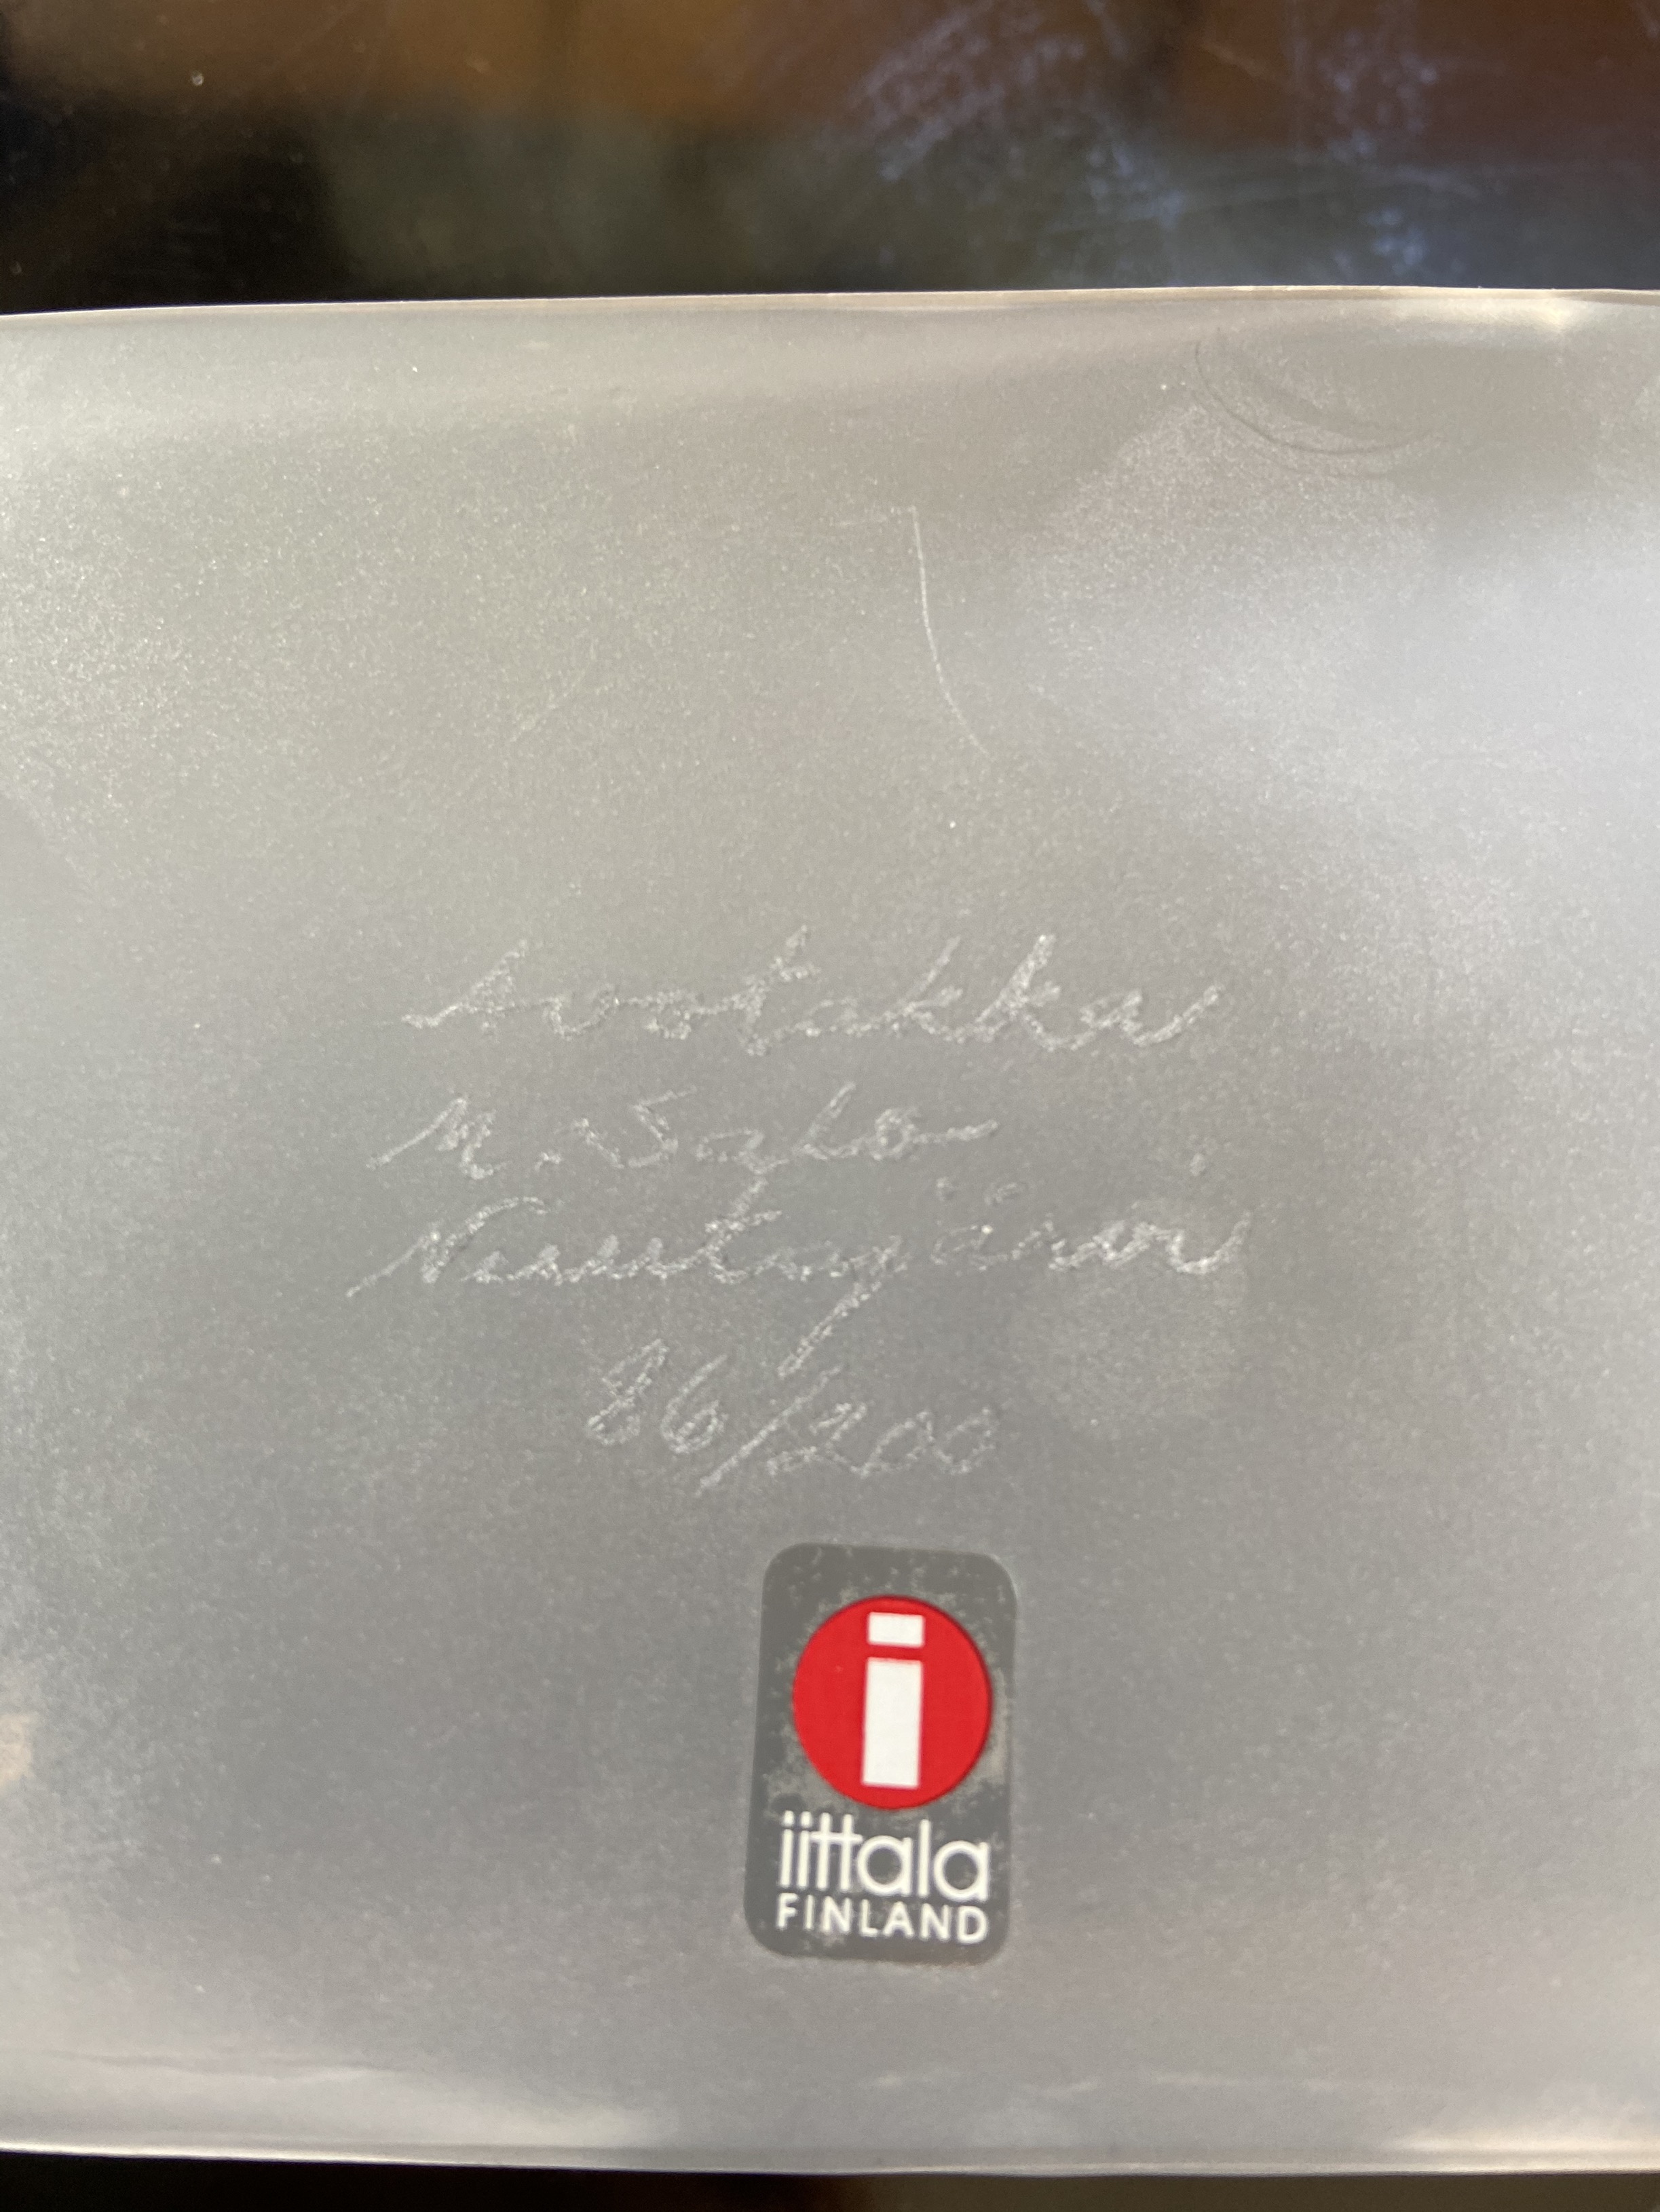 Avotakka
M. Salo
Nuutajärvi
86/200
i
iittala
FINLAND